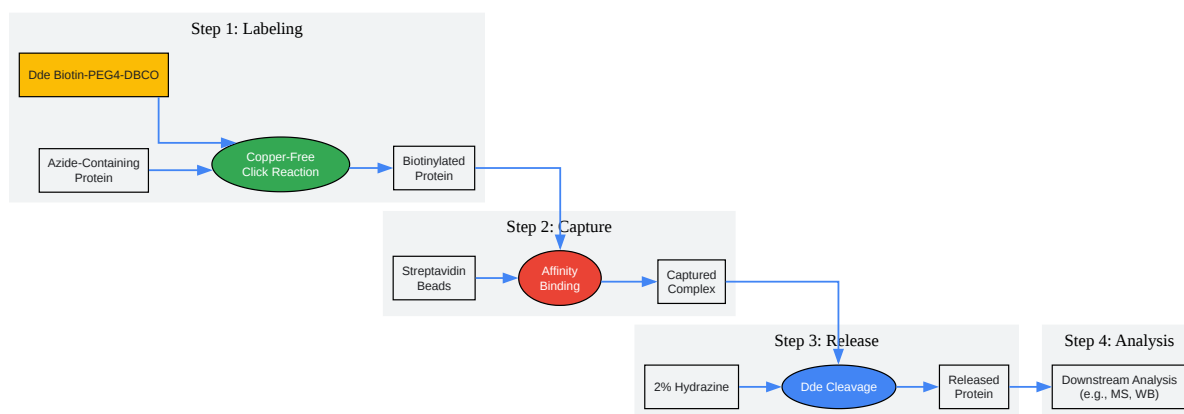 Step 1: Labeling
Dde Biotin-PEG4-DBCO
Azide-Containing
Protein
Copper-Free
Click Reaction
Biotinylated
Protein
Step 2: Capture
Streptavidin
Beads
Affinity
Binding
Captured
Complex
Step 3: Release
2% Hydrazine
Dde Cleavage
Released
Protein
Step 4: Analysis
Downstream Analysis
(e.g., MS, WB)